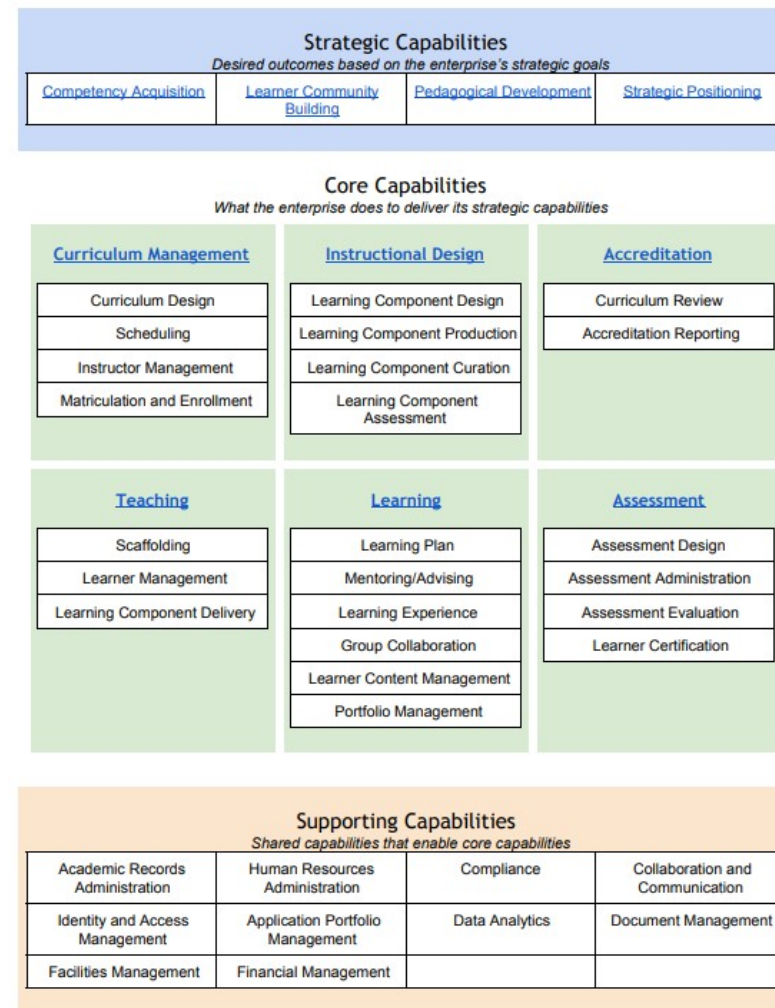 Strategic Capabilities
Desired outcomes based on the enterprise's strategic goals
Competency Acquisition
Learner Community
Building
Pedagogical Development
Strategic Positioning
Core Capabilities
What the enterprise does to deliver its strategic capabilities
Curriculum Management
Curriculum Design
Scheduling
Instructor Management
Matriculation and Enrollment
Instructional Design
Learning Component Design
Learning Component Production
Learning Component Curation
Learning Component
Assessment
Accreditation
Curriculum Review
Accreditation Reporting
Teaching
Scaffolding
Learner Management
Learning Component Delivery
Learning
Learning Plan
Mentoring/Advising
Learning Experience
Group Collaboration
Learner Content Management
Portfolio Management
Assessment
Assessment Design
Assessment Administration
Assessment Evaluation
Learner Certification
Supporting Capabilities
Shared capabilities that enable core capabilities
Academic Records
Administration
Human Resources
Administration
Compliance
Collaboration and
Communication
Identity and Access
Management
Application Portfolio
Management
Data Analytics
Document Management
Facilities Management
Financial Management